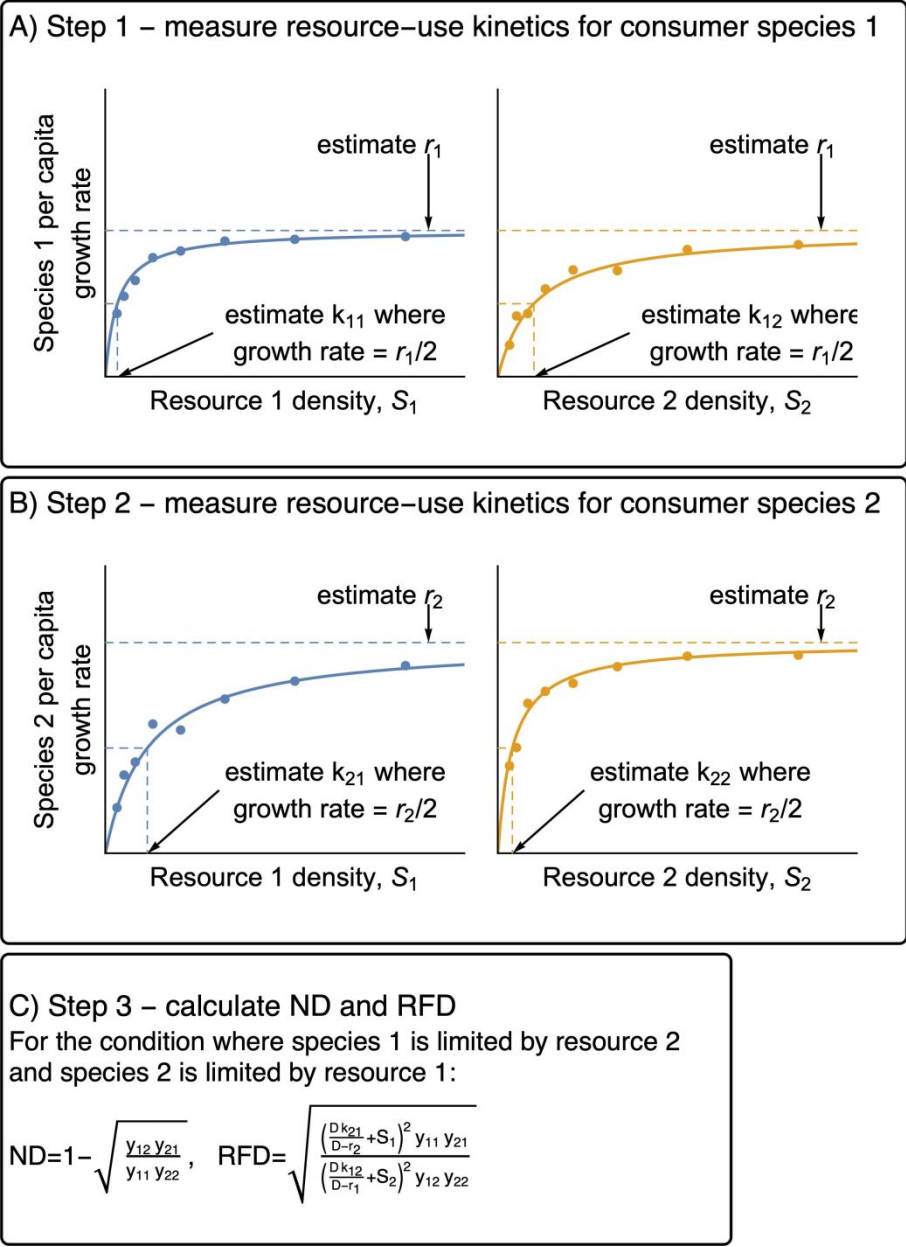 A) Step 1 – measure resource–use kinetics for consumer species 1
Species 1 per capita
growth rate
estimate r₁
estimate k₁₁ where
growth rate = r₁/2
Resource 1 density, S₁
estimate r₁
estimate k₁₂ where
growth rate = r₁/2
Resource 2 density, S₂
B) Step 2 – measure resource–use kinetics for consumer species 2
Species 2 per capita
growth rate
estimate r₂
estimate k₂₁ where
growth rate = r₂/2
Resource 1 density, S₁
estimate r₂
estimate k₂₂ where
growth rate = r₂/2
Resource 2 density, S₂
C) Step 3 – calculate ND and RFD
For the condition where species 1 is limited by resource 2
and species 2 is limited by resource 1:
ND=1–√(y₁₂ y₂₁ / y₁₁ y₂₂), RFD=√((D k₂₁/(D–r₂) +S₁)² y₁₁ y₂₁ / (D k₁₂/(D–r₁) +S₂)² y₁₂ y₂₂)